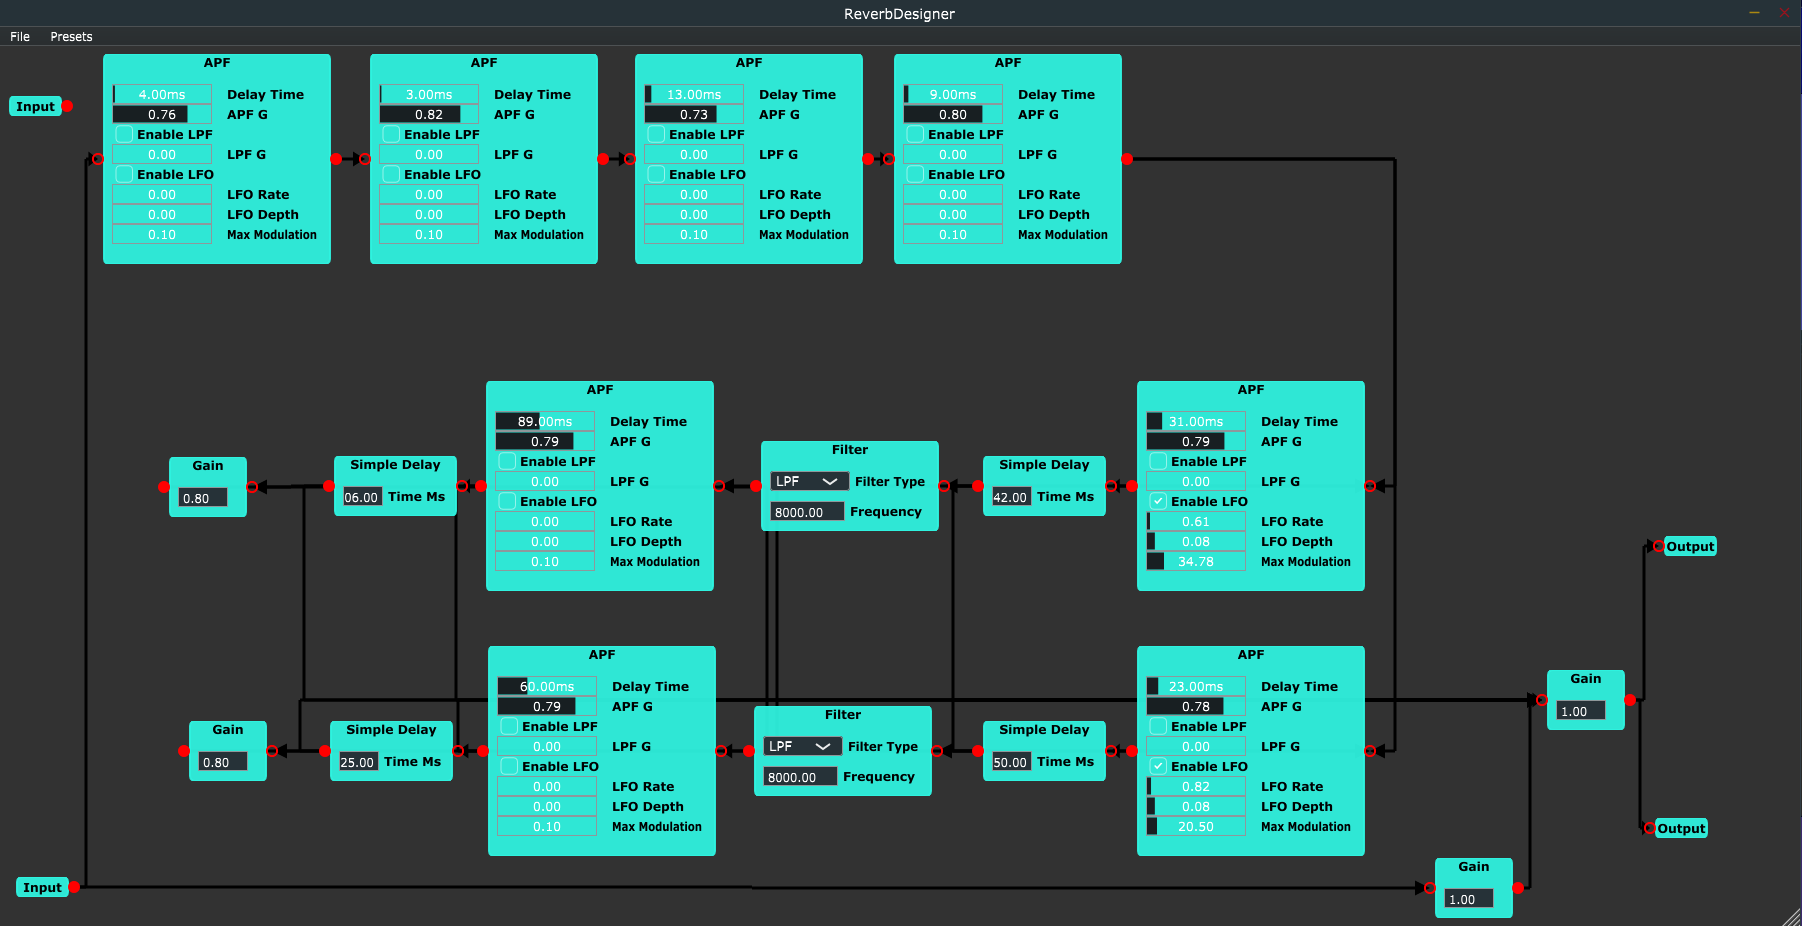 ReverbDesigner
File Presets
Input
APF
4.00ms Delay Time
0.76 APF G
Enable LPF
0.00 LPF G
Enable LFO
0.00 LFO Rate
0.00 LFO Depth
0.10 Max Modulation
APF
3.00ms Delay Time
0.82 APF G
Enable LPF
0.00 LPF G
Enable LFO
0.00 LFO Rate
0.00 LFO Depth
0.10 Max Modulation
APF
13.00ms Delay Time
0.73 APF G
Enable LPF
0.00 LPF G
Enable LFO
0.00 LFO Rate
0.00 LFO Depth
0.10 Max Modulation
APF
9.00ms Delay Time
0.80 APF G
Enable LPF
0.00 LPF G
Enable LFO
0.00 LFO Rate
0.00 LFO Depth
0.10 Max Modulation
Gain
0.80
Simple Delay
06.00 Time Ms
APF
89.00ms Delay Time
0.79 APF G
Enable LPF
0.00 LPF G
Enable LFO
0.00 LFO Rate
0.00 LFO Depth
0.10 Max Modulation
Filter
LPF Filter Type
8000.00 Frequency
Simple Delay
42.00 Time Ms
APF
31.00ms Delay Time
0.79 APF G
Enable LPF
0.00 LPF G
Enable LFO
0.61 LFO Rate
0.08 LFO Depth
34.78 Max Modulation
Output
Gain
0.80
Simple Delay
25.00 Time Ms
APF
60.00ms Delay Time
0.79 APF G
Enable LPF
0.00 LPF G
Enable LFO
0.00 LFO Rate
0.00 LFO Depth
0.10 Max Modulation
Filter
LPF Filter Type
8000.00 Frequency
Simple Delay
50.00 Time Ms
APF
23.00ms Delay Time
0.78 APF G
Enable LPF
0.00 LPF G
Enable LFO
0.82 LFO Rate
0.08 LFO Depth
20.50 Max Modulation
Gain
1.00
Output
Input
Gain
1.00